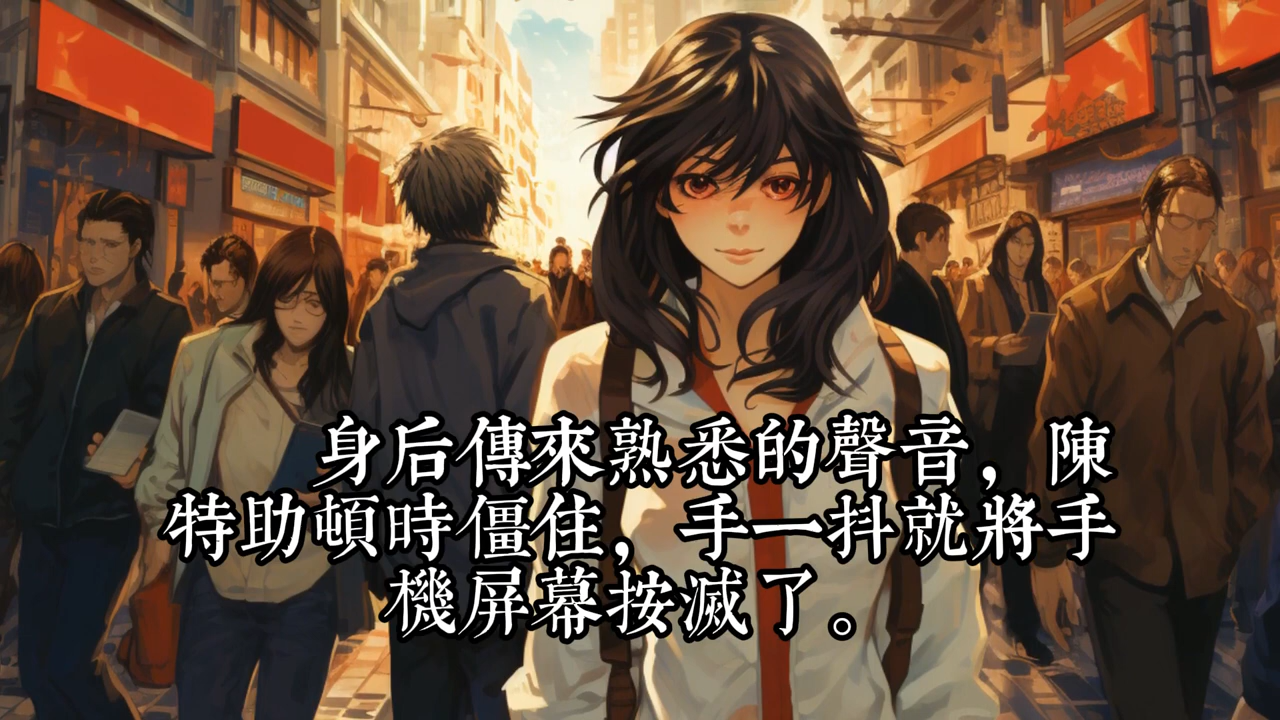 身后傳來熟悉的聲音，陳
特助頓時僵住，手一抖就將手
機屏幕按滅了。